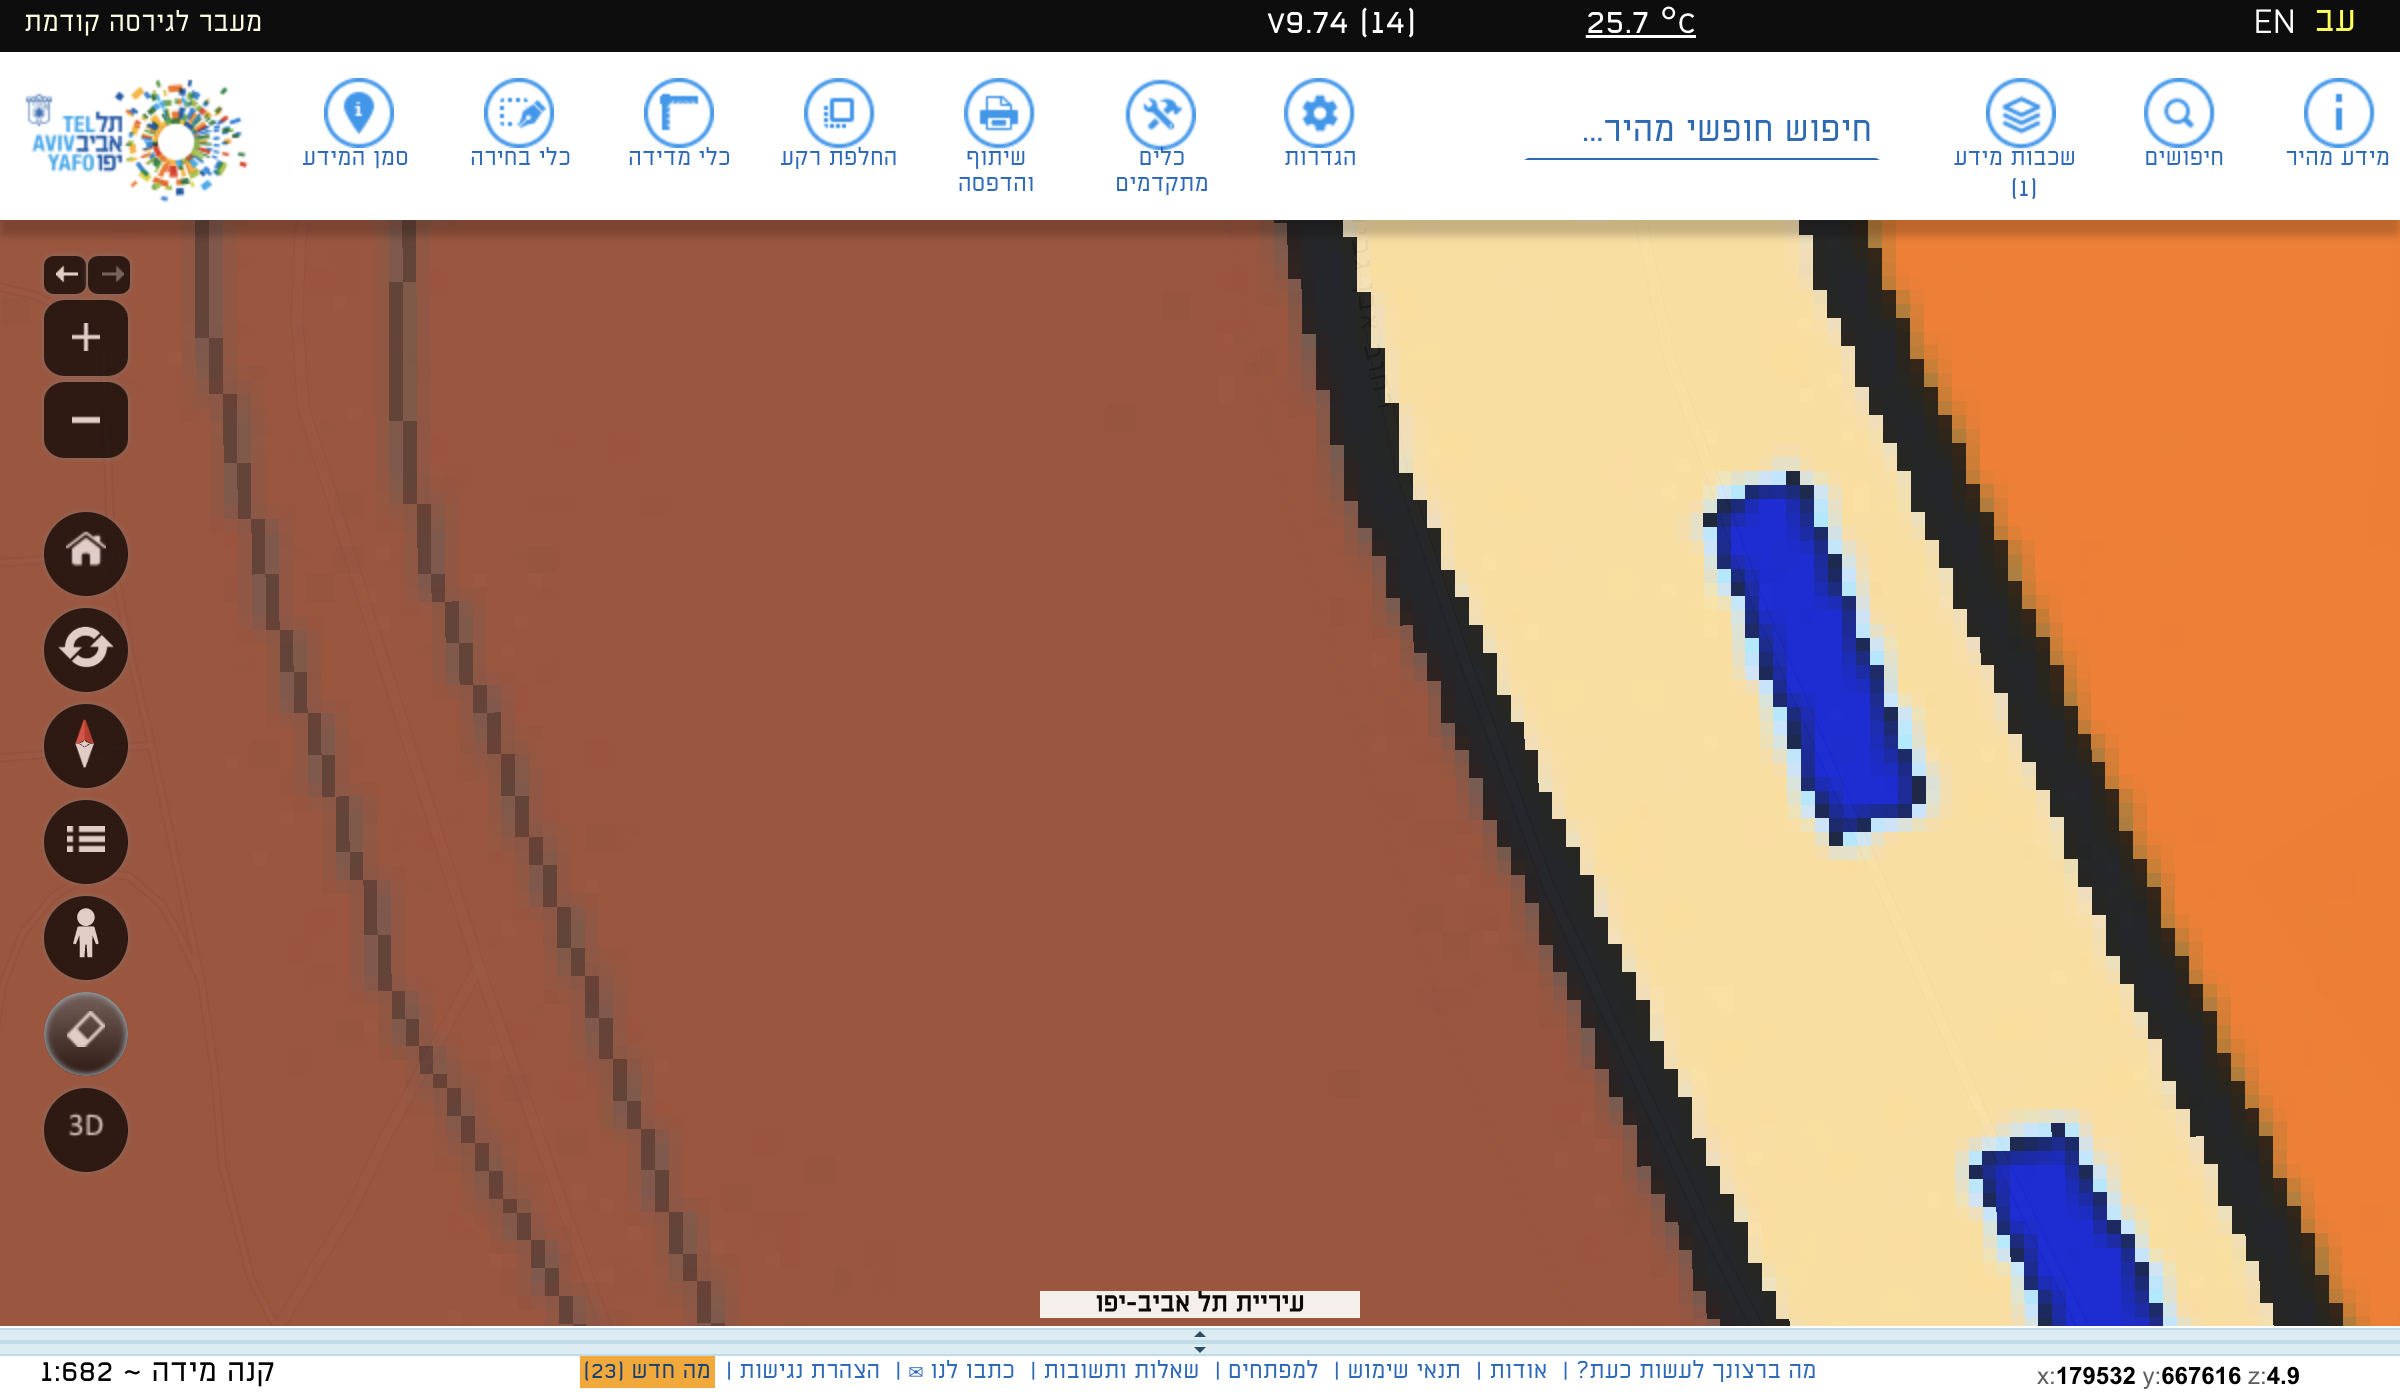 עב EN
25.7 °C
V9.74 (14)
מעבר לגירסה קודמת
מידע מהיר
חיפושים
שכבות מידע
(1)
חיפוש חופשי מהיר...
הגדרות
כלים
מתקדמים
שיתוף
והדפסה
החלפת רקע
כלי מדידה
כלי בחירה
סמן המידע
TEL תל
AVIV אביב
YAFO יפו
3D
עיריית תל אביב-יפו
x:179532 y:667616 z:4.9
מה ברצונך לעשות כעת? | אודות | תנאי שימוש | למפתחים | שאלות ותשובות | כתבו לנו ✉ | הצהרת נגישות | מה חדש (23)
קנה מידה ~ 1:682